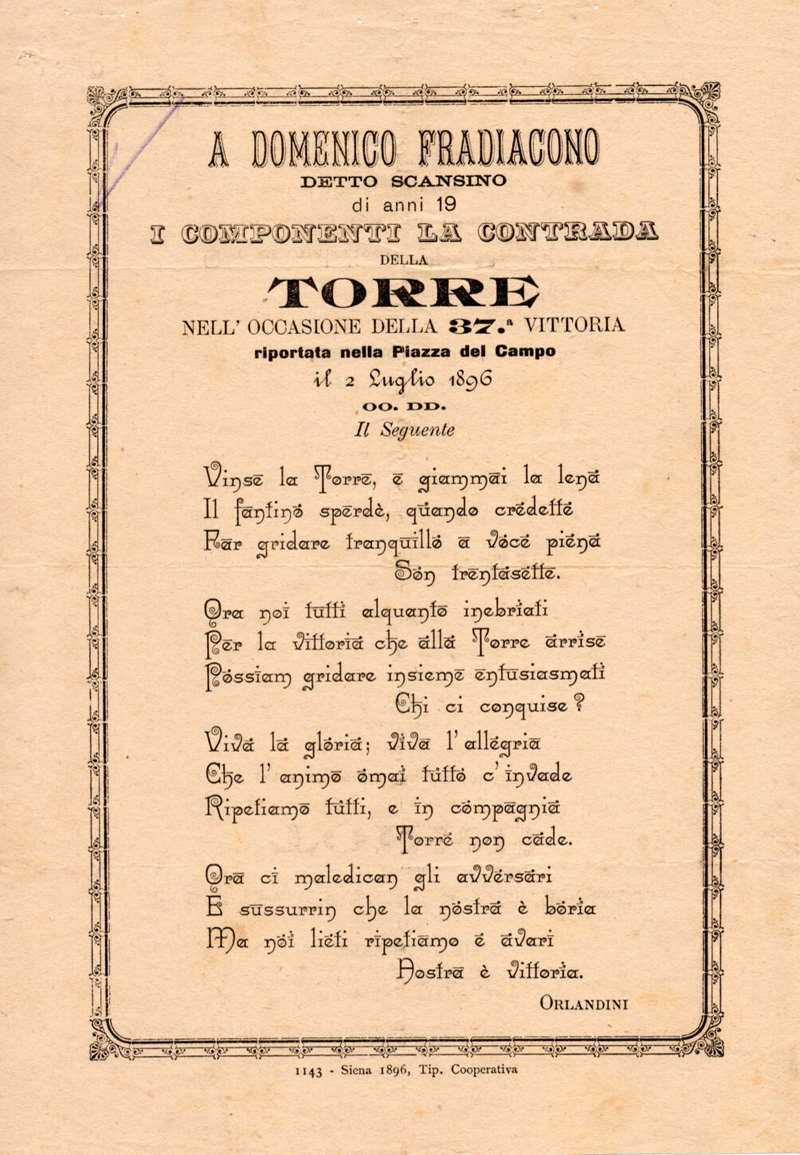 A DOMENICO FRADIACONO
DETTO SCANSINO
di anni 19
I COMPONENTI LA CONTRADA
DELLA
TORRE
NELL' OCCASIONE DELLA 37.ª VITTORIA
riportata nella Piazza del Campo
il 2 Luglio 1896
OO. DD.
Il Seguente
Vinse la Torre, e giammai la lena
Il fantino sperdè, quando credette
Far gridare tranquillo a voce piena
Son trentasette.
Ora noi tutti alquanto inebriati
Per la vittoria che alla Torre arrise
Possiam gridare insieme entusiasmati
Chi ci conquise?
Viva la gloria; viva l' allegria
Che l' animo omai tutto c' invade
Ripetiamo tutti, e in compagnia
Torre non cade.
Ora ci maledican gli avversari
E sussurrin che la nostra è boria
Ma noi lieti ripetiamo e avari
Nostra è vittoria.
ORLANDINI
1143 - Siena 1896, Tip. Cooperativa